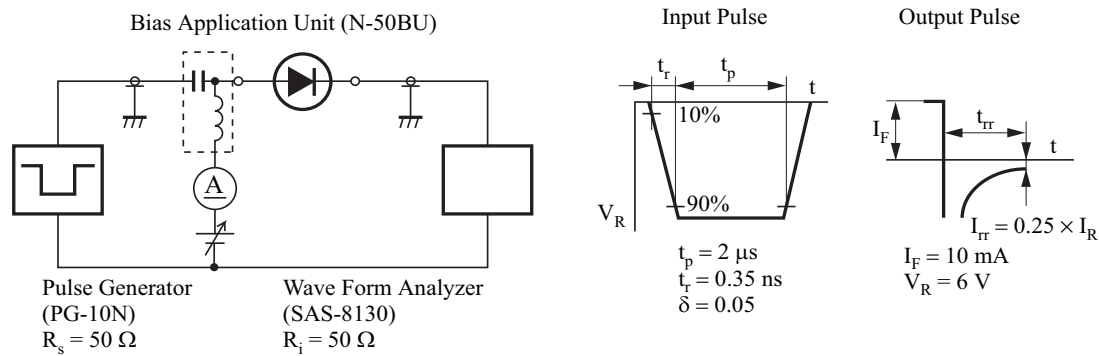 Bias Application Unit (N-50BU)
A
Pulse Generator
(PG-10N)
R_s = 50 Ω
Wave Form Analyzer
(SAS-8130)
R_i = 50 Ω
Input Pulse
t_r
t_p
t
10%
90%
V_R
t_p = 2 μs
t_r = 0.35 ns
δ = 0.05
Output Pulse
I_F
t_rr
t
I_rr = 0.25 × I_R
I_F = 10 mA
V_R = 6 V